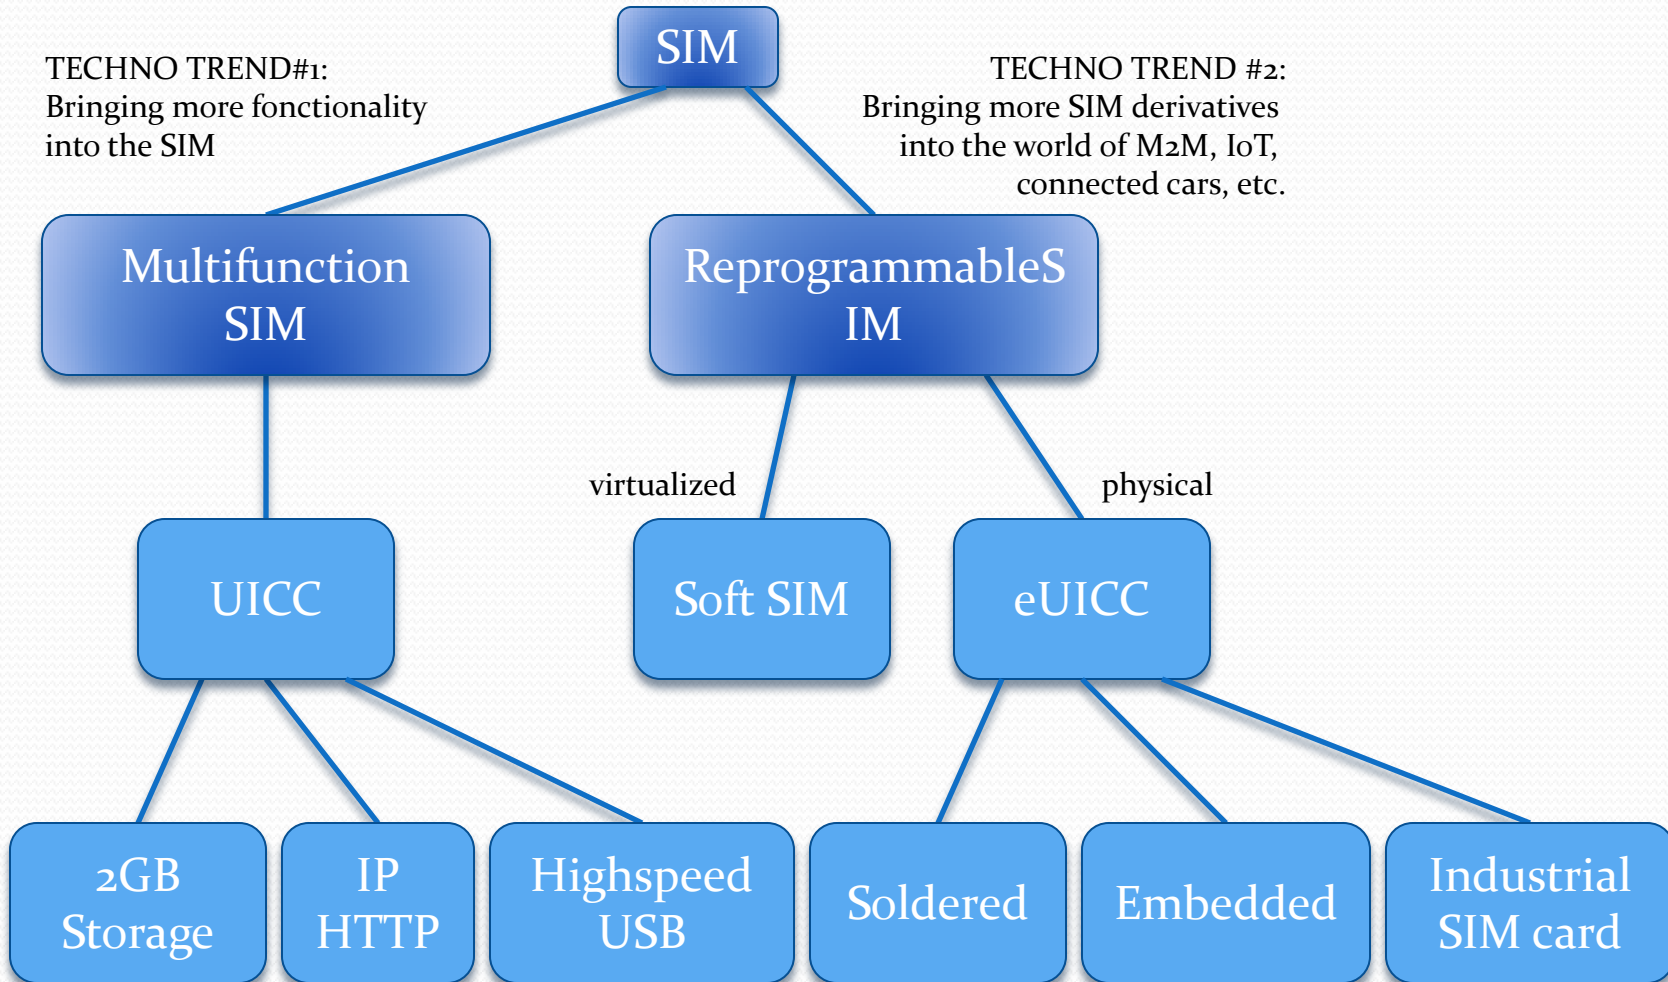 SIM
TECHNO TREND#1:
Bringing more fonctionality
into the SIM
TECHNO TREND #2:
Bringing more SIM derivatives
into the world of M2M, IoT,
connected cars, etc.
Multifunction
SIM
ReprogrammableS
IM
virtualized
physical
UICC
Soft SIM
eUICC
2GB
Storage
IP
HTTP
Highspeed
USB
Soldered
Embedded
Industrial
SIM card